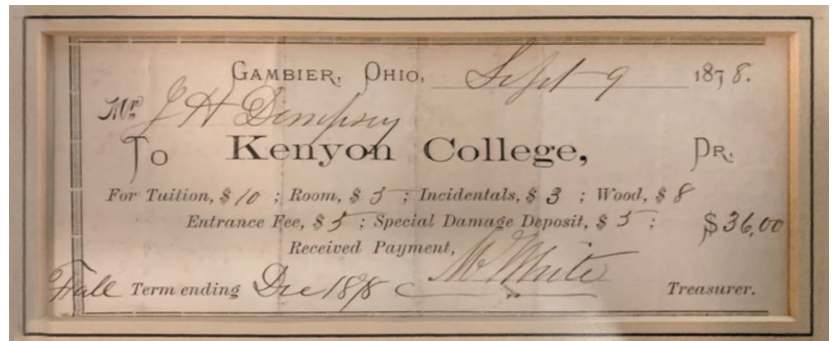 Gambier, Ohio, Sept 9 1878.
Mr. J H Dempsey
To Kenyon College, Dr.
For Tuition, $ 10 ; Room, $ 5 ; Incidentals, $ 3 ; Wood, $ 8
Entrance Fee, $ 5 ; Special Damage Deposit, $ 5 ; $36,00
Received Payment,
Fall Term ending Dec 1878 M White Treasurer.